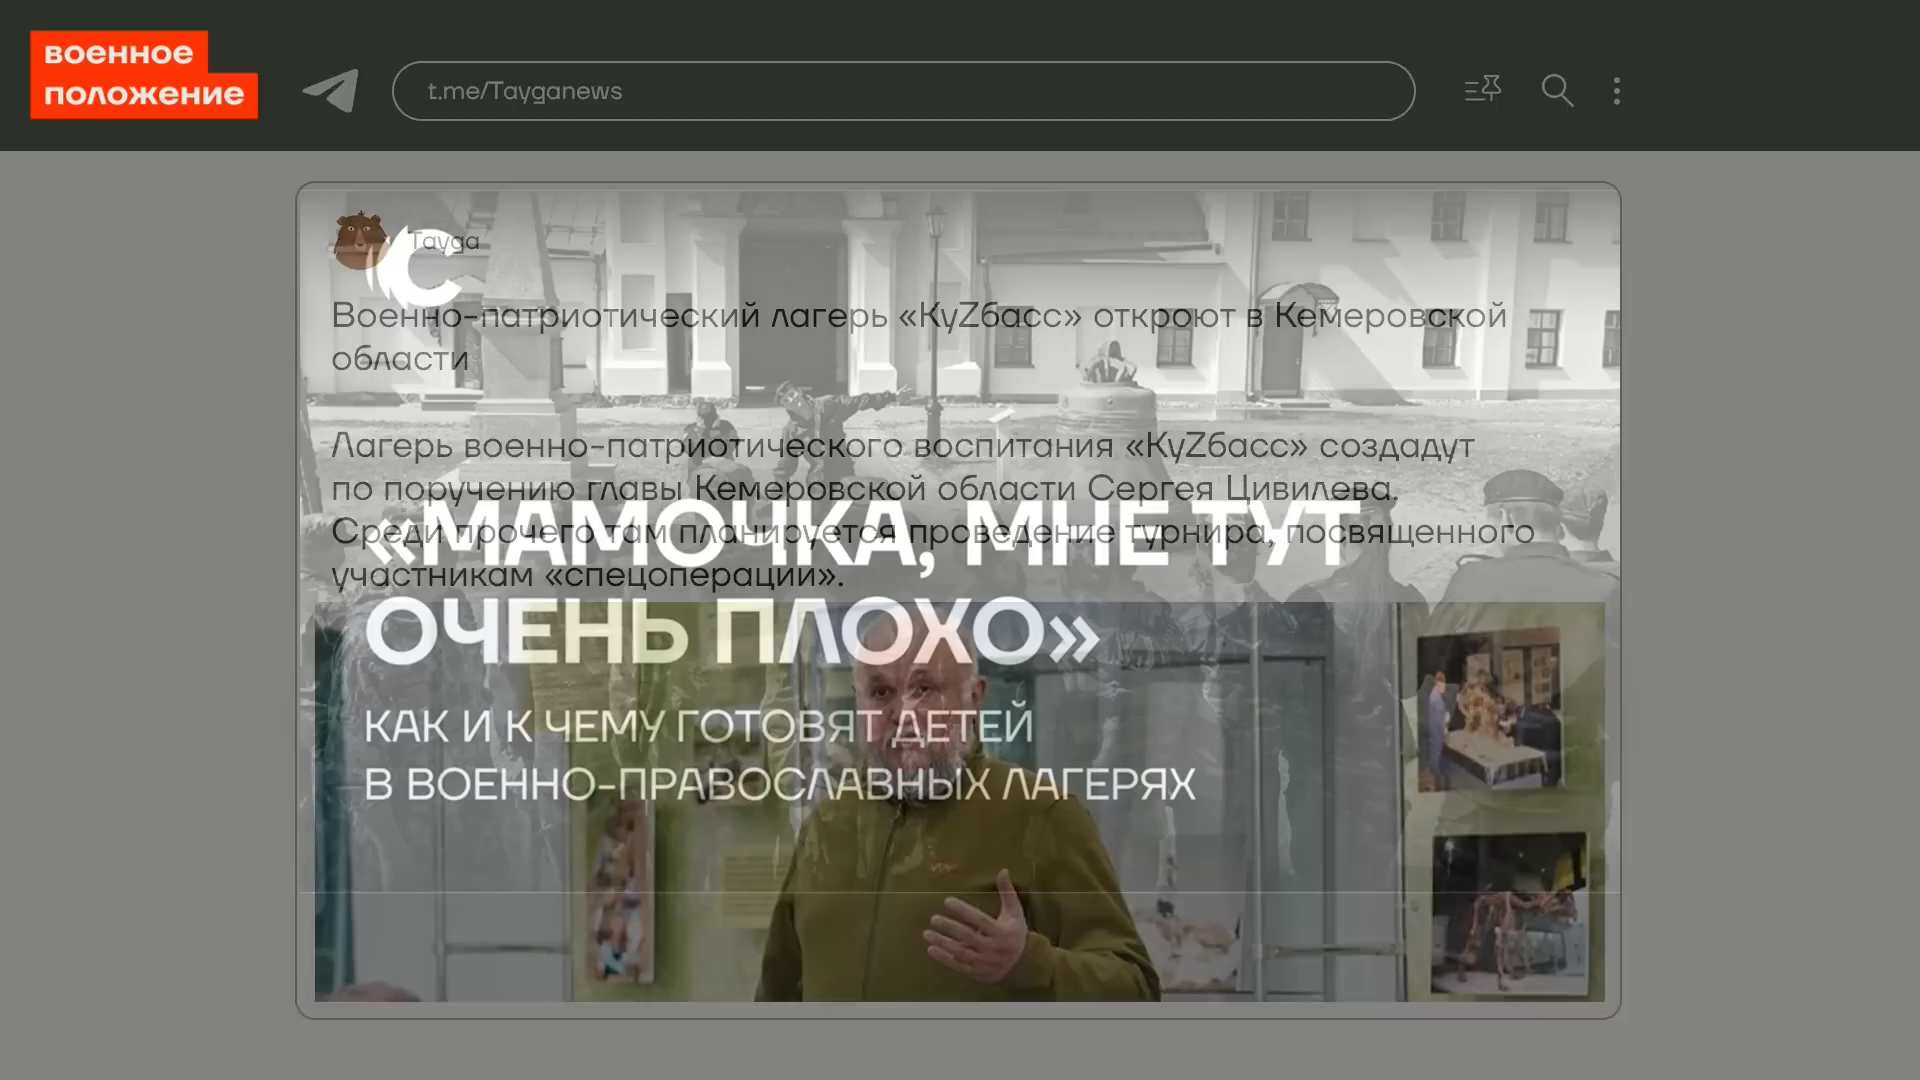 военное
положение
t.me/Tayganews
Tayga
Военно-патриотический лагерь «КуZбасс» откроют в Кемеровской
области
Лагерь военно-патриотического воспитания «КуZбасс» создадут
по поручению главы Кемеровской области Сергея Цивилева.
Среди прочего там планируется проведение турнира, посвященного
участникам «спецоперации».
«МАМОЧКА, МНЕ ТУТ
ОЧЕНЬ ПЛОХО»
КАК И К ЧЕМУ ГОТОВЯТ ДЕТЕЙ
В ВОЕННО-ПРАВОСЛАВНЫХ ЛАГЕРЯХ